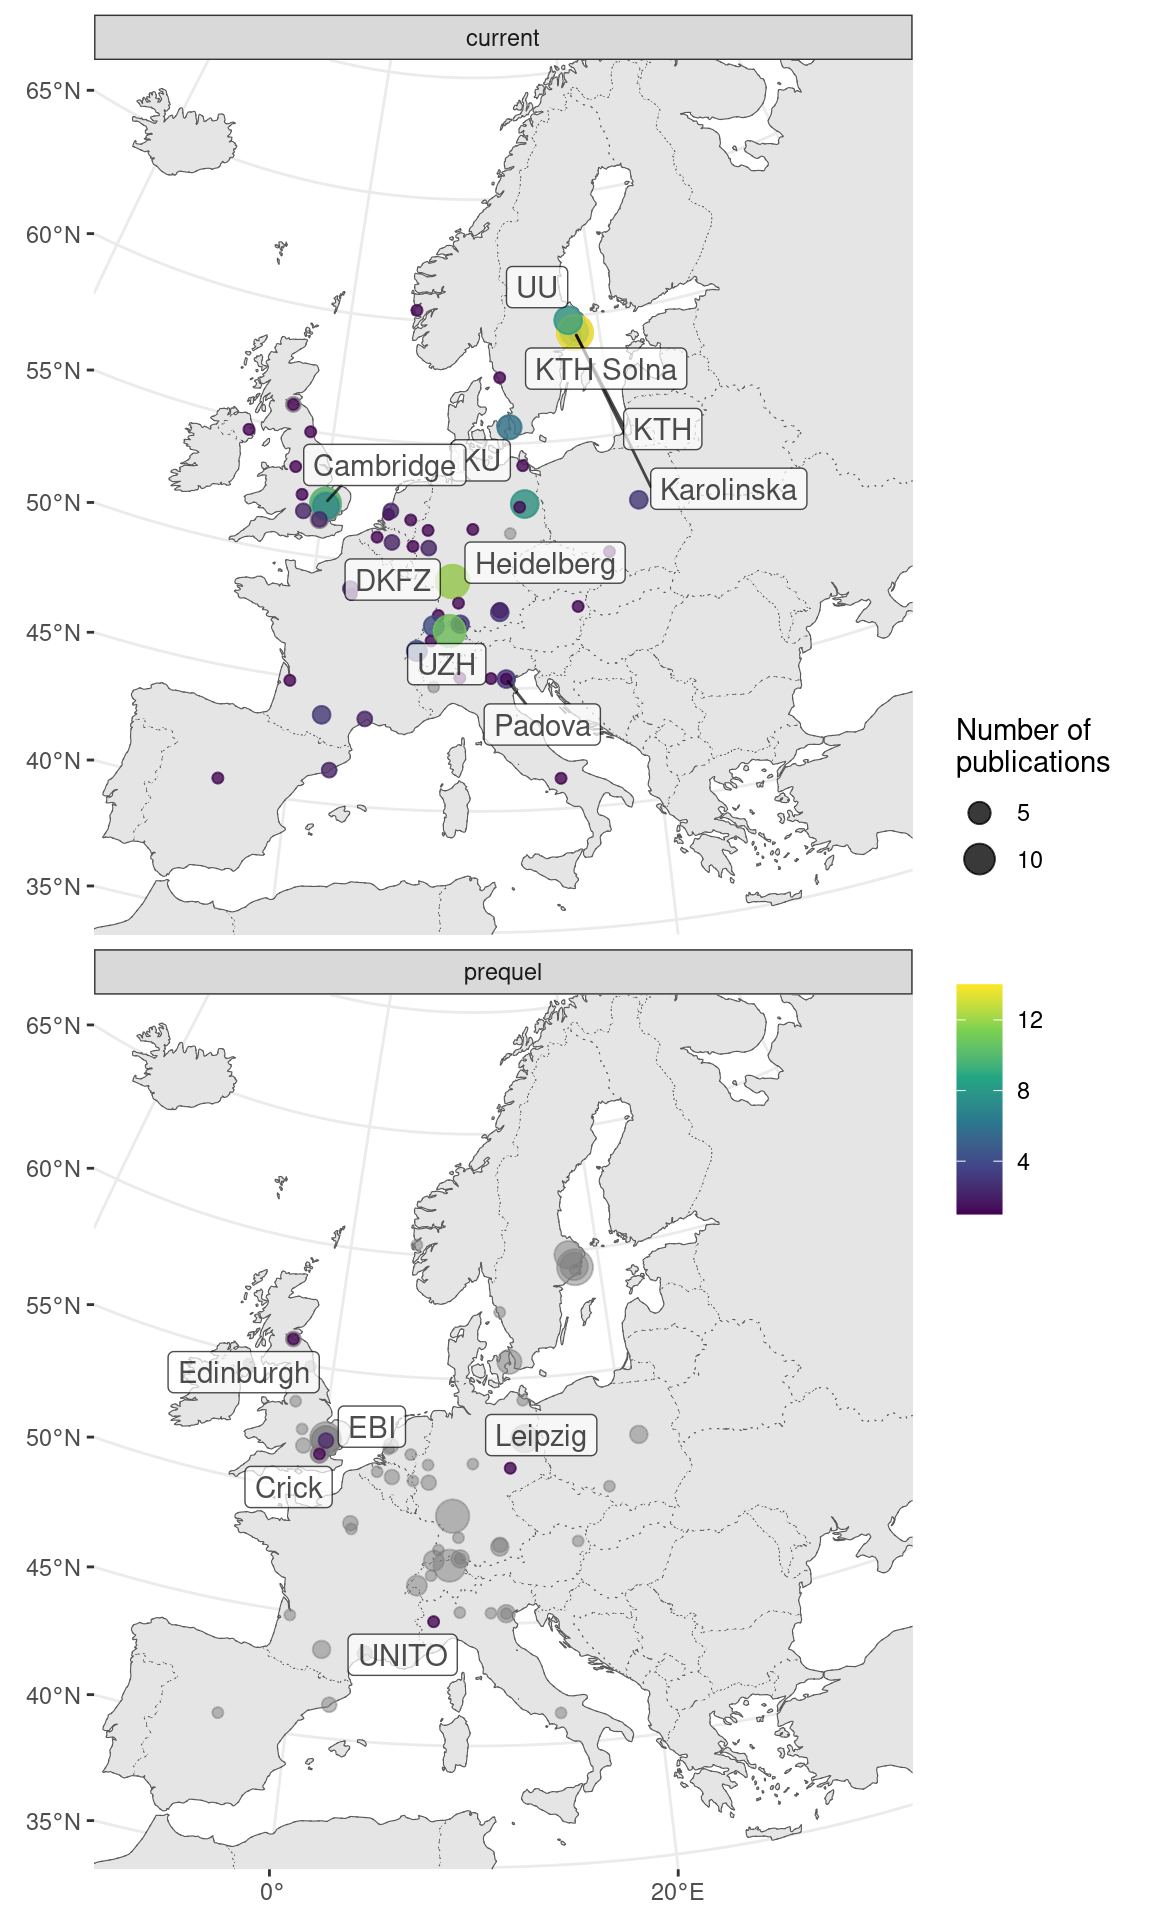 current
65°N
60°N
UU
55°N
KTH Solna
KTH
Cambridge
KU
Karolinska
50°N
Heidelberg
DKFZ
45°N
UZH
Padova
40°N
35°N
Number of
publications
5
10
prequel
12
8
4
65°N
60°N
55°N
Edinburgh
EBI
Leipzig
50°N
Crick
45°N
UNITO
40°N
35°N
0°
20°E